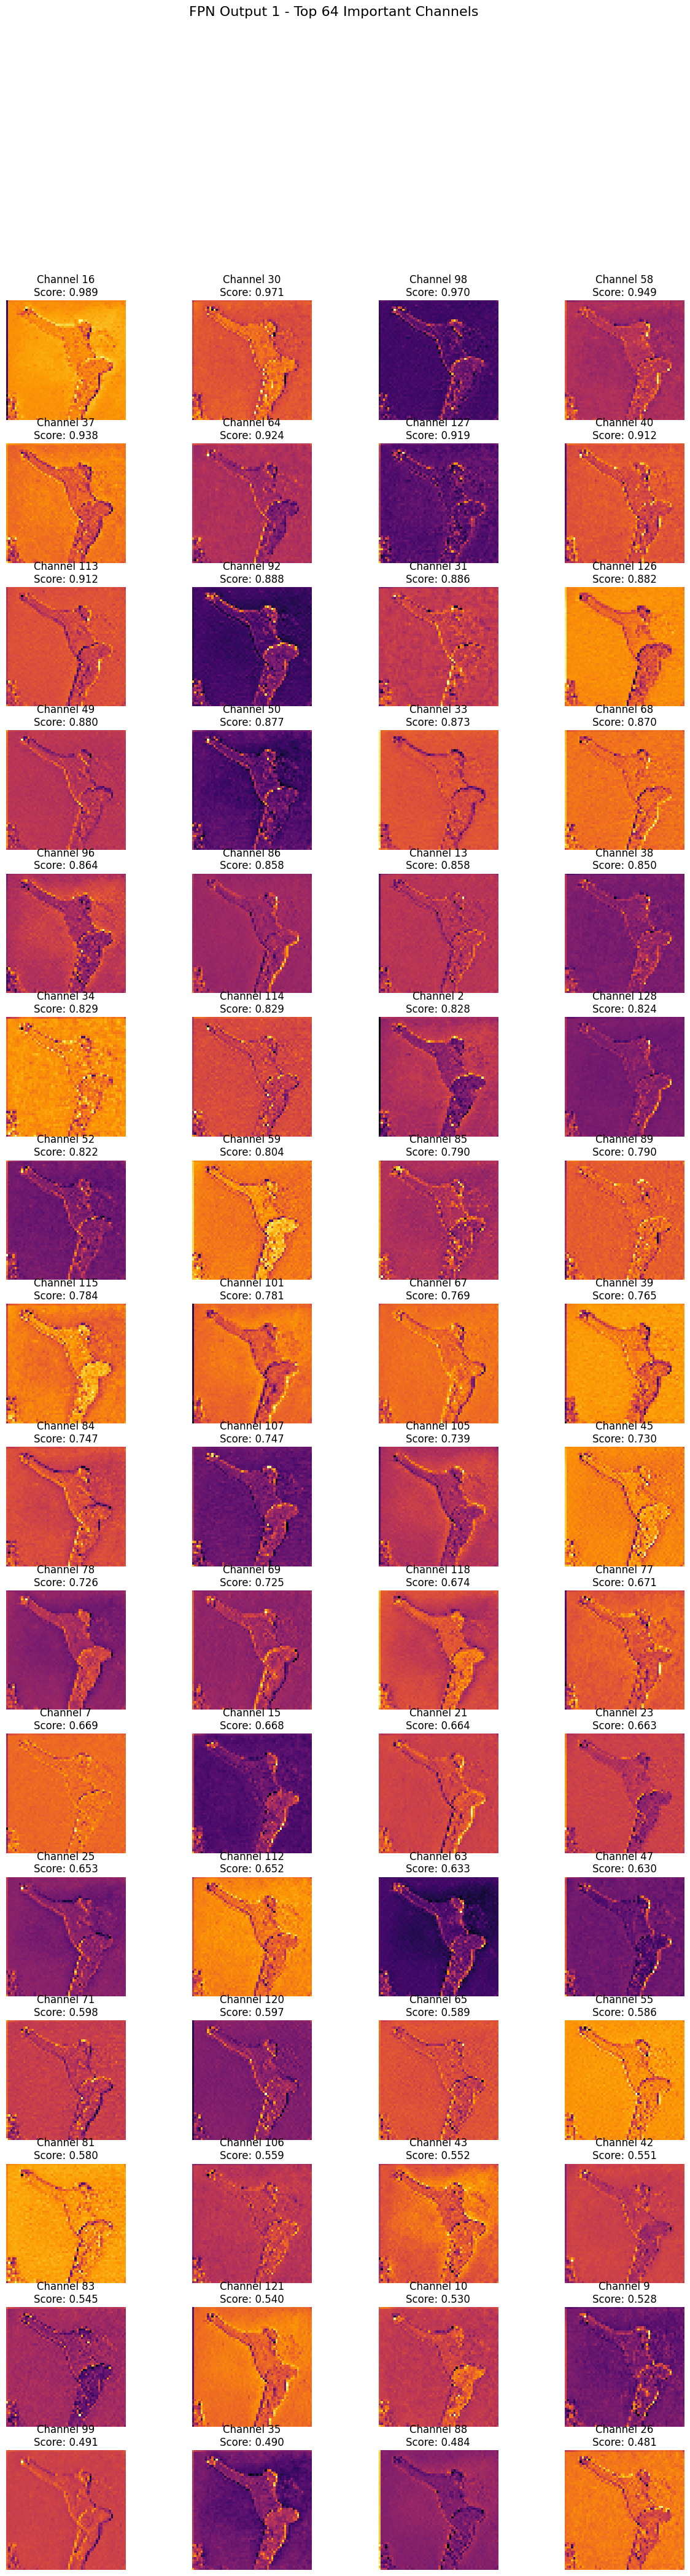 FPN Output 1 - Top 64 Important Channels
Channel 16 Channel 30 Channel 98 Channel 58
Score: 0.989 Score: 0.971 Score: 0.970 Score: 0.949
Channel 37 Channel 64 Channel 127 Channel 40
Score: 0.938 Score: 0.924 Score: 0.919 Score: 0.912
Channel 113 Channel 92 Channel 31 Channel 126
Score: 0.912 Score: 0.888 Score: 0.886 Score: 0.882
Channel 49 Channel 50 Channel 33 Channel 68
Score: 0.880 Score: 0.877 Score: 0.873 Score: 0.870
Channel 96 Channel 86 Channel 13 Channel 38
Score: 0.864 Score: 0.858 Score: 0.858 Score: 0.850
Channel 34 Channel 114 Channel 2 Channel 128
Score: 0.829 Score: 0.829 Score: 0.828 Score: 0.824
Channel 52 Channel 59 Channel 85 Channel 89
Score: 0.822 Score: 0.804 Score: 0.790 Score: 0.790
Channel 115 Channel 101 Channel 67 Channel 39
Score: 0.784 Score: 0.781 Score: 0.769 Score: 0.765
Channel 84 Channel 107 Channel 105 Channel 45
Score: 0.747 Score: 0.747 Score: 0.739 Score: 0.730
Channel 78 Channel 69 Channel 118 Channel 77
Score: 0.726 Score: 0.725 Score: 0.674 Score: 0.671
Channel 7 Channel 15 Channel 21 Channel 23
Score: 0.669 Score: 0.668 Score: 0.664 Score: 0.663
Channel 25 Channel 112 Channel 63 Channel 47
Score: 0.653 Score: 0.652 Score: 0.633 Score: 0.630
Channel 71 Channel 120 Channel 65 Channel 55
Score: 0.598 Score: 0.597 Score: 0.589 Score: 0.586
Channel 81 Channel 106 Channel 43 Channel 42
Score: 0.580 Score: 0.559 Score: 0.552 Score: 0.551
Channel 83 Channel 121 Channel 10 Channel 9
Score: 0.545 Score: 0.540 Score: 0.530 Score: 0.528
Channel 99 Channel 35 Channel 88 Channel 26
Score: 0.491 Score: 0.490 Score: 0.484 Score: 0.481